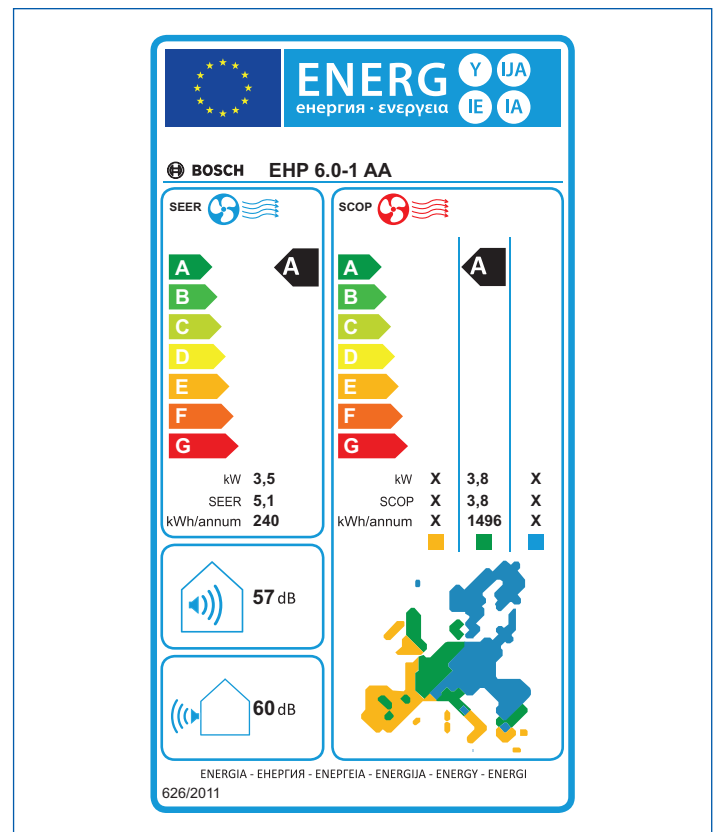 ENERG Y IJA
енергия · ενεργεια IE IA
BOSCH EHP 6.0-1 AA
SEER
A A
B
C
D
E
F
G
kW 3,5
SEER 5,1
kWh/annum 240
SCOP
A A
B
C
D
E
F
G
kW X 3,8 X
SCOP X 3,8 X
kWh/annum X 1496 X
57 dB
60 dB
ENERGIA - ЕНЕРГИЯ - ΕΝΕΡΓΕΙΑ - ENERGIJA - ENERGY - ENERGI
626/2011